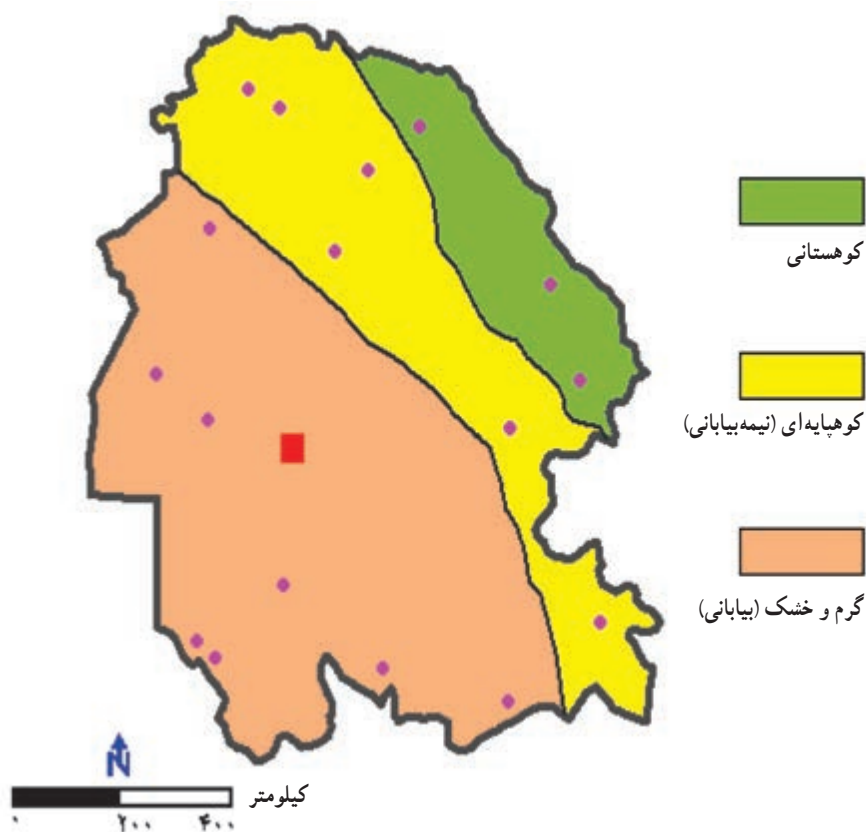 کوهستانی
کوهپایه‌ای (نیمه‌بیابانی)
گرم و خشک (بیابانی)
N
کیلومتر
۰ ۲۰۰ ۴۰۰